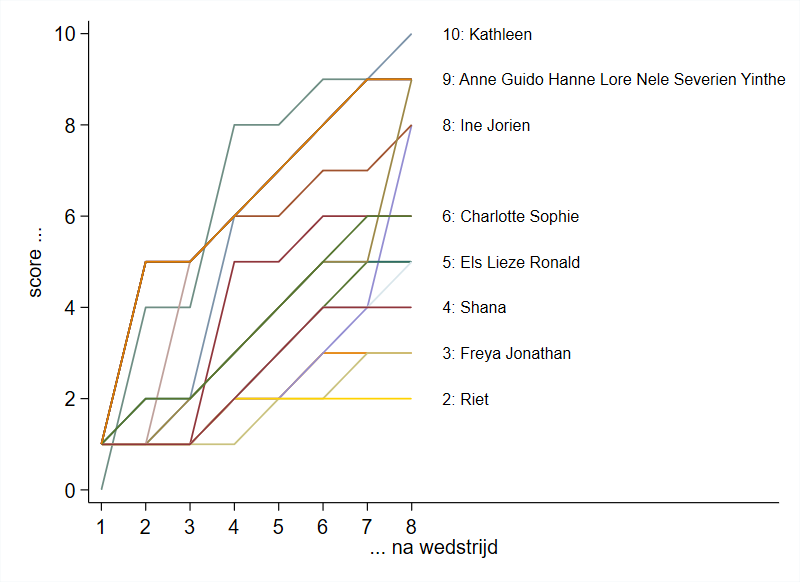 10
10: Kathleen
9: Anne Guido Hanne Lore Nele Severien Yinthe
8
8: Ine Jorien
6
6: Charlotte Sophie
score ...
5: Els Lieze Ronald
4
4: Shana
3: Freya Jonathan
2
2: Riet
0
1 2 3 4 5 6 7 8
... na wedstrijd